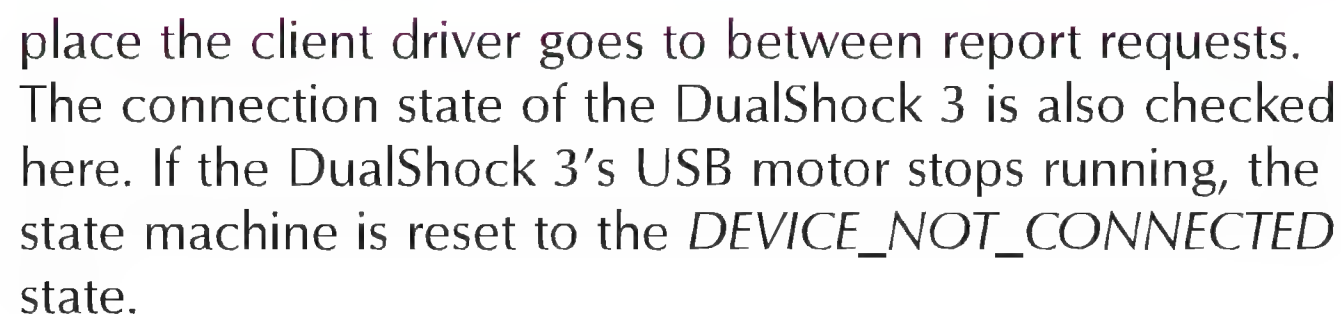 place the client driver goes to between report requests.
The connection state of the DualShock 3 is also checked
here. If the DualShock 3’s USB motor stops running, the
state machine is reset to the DEVICE_NOT_CONNECTED
state.